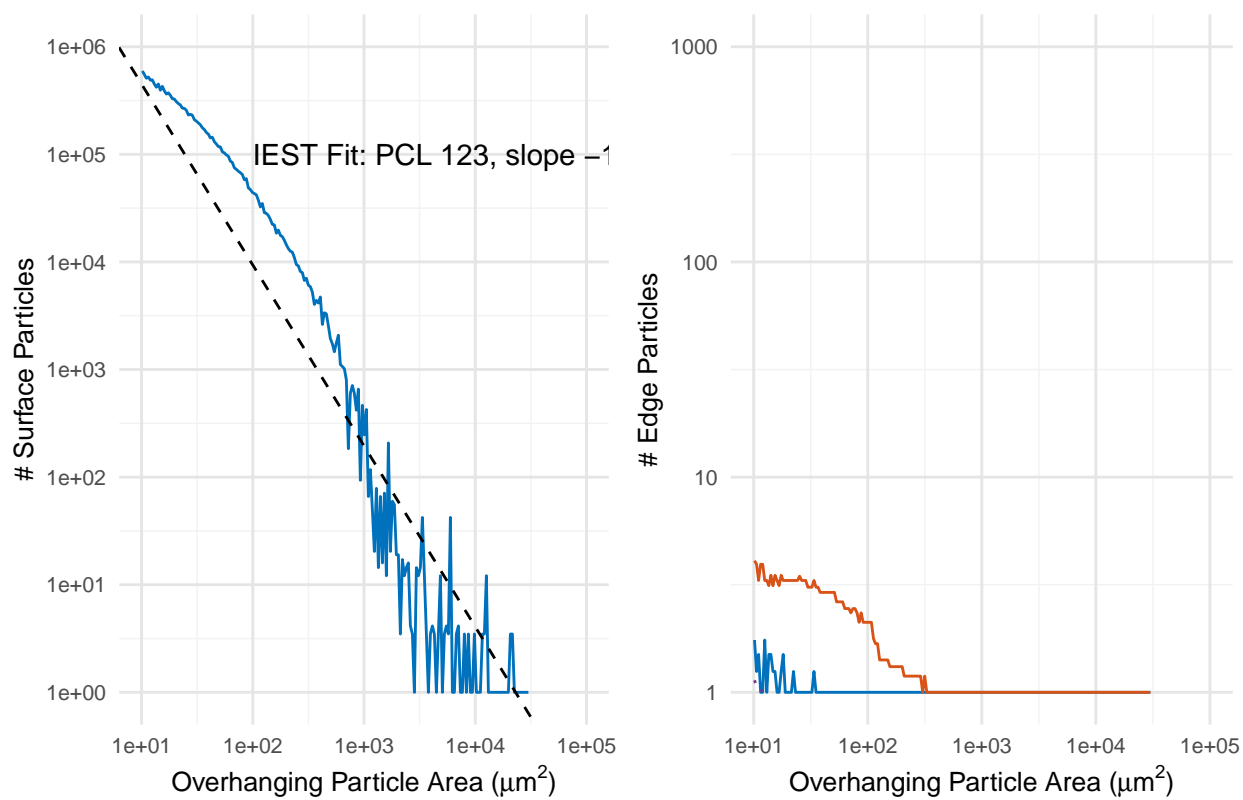 1e+06
1e+05
1e+04
1e+03
1e+02
1e+01
1e+00
# Surface Particles
IEST Fit: PCL 123, slope −1
1e+01 1e+02 1e+03 1e+04 1e+05
Overhanging Particle Area (μm²)
1000
100
10
1
# Edge Particles
1e+01 1e+02 1e+03 1e+04 1e+05
Overhanging Particle Area (μm²)